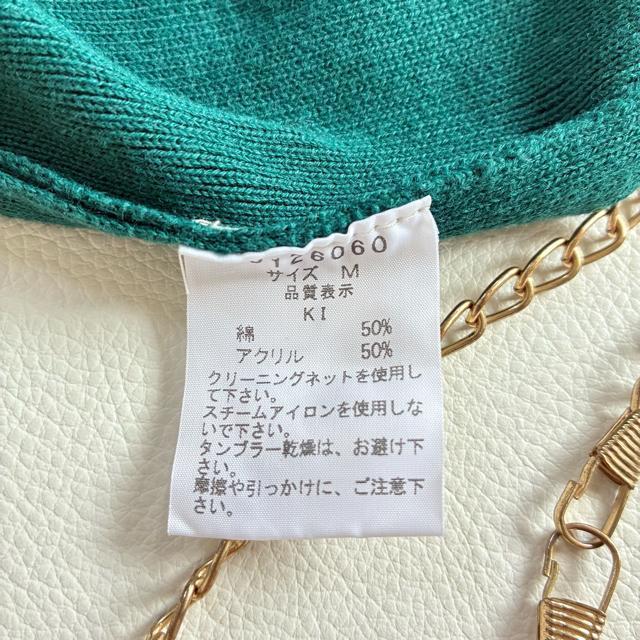 126060
サイズ M
品質表示
KI
綿 50%
アクリル 50%
クリーニングネットを使用し
て下さい。
スチームアイロンを使用しな
いで下さい。
タンブラー乾燥は、お避け下
さい。
摩擦や引っかけに、ご注意下
さい。